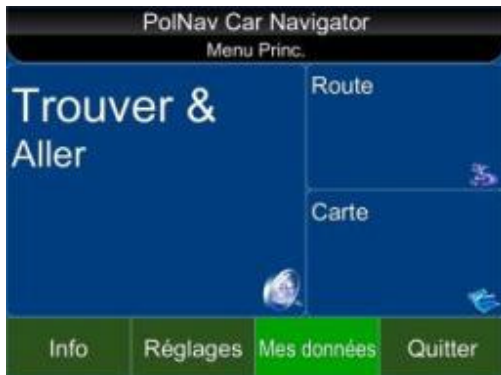 PolNav Car Navigator
Menu Princ.
Trouver &
Aller
Route
Carte
Info
Réglages
Mes données
Quitter